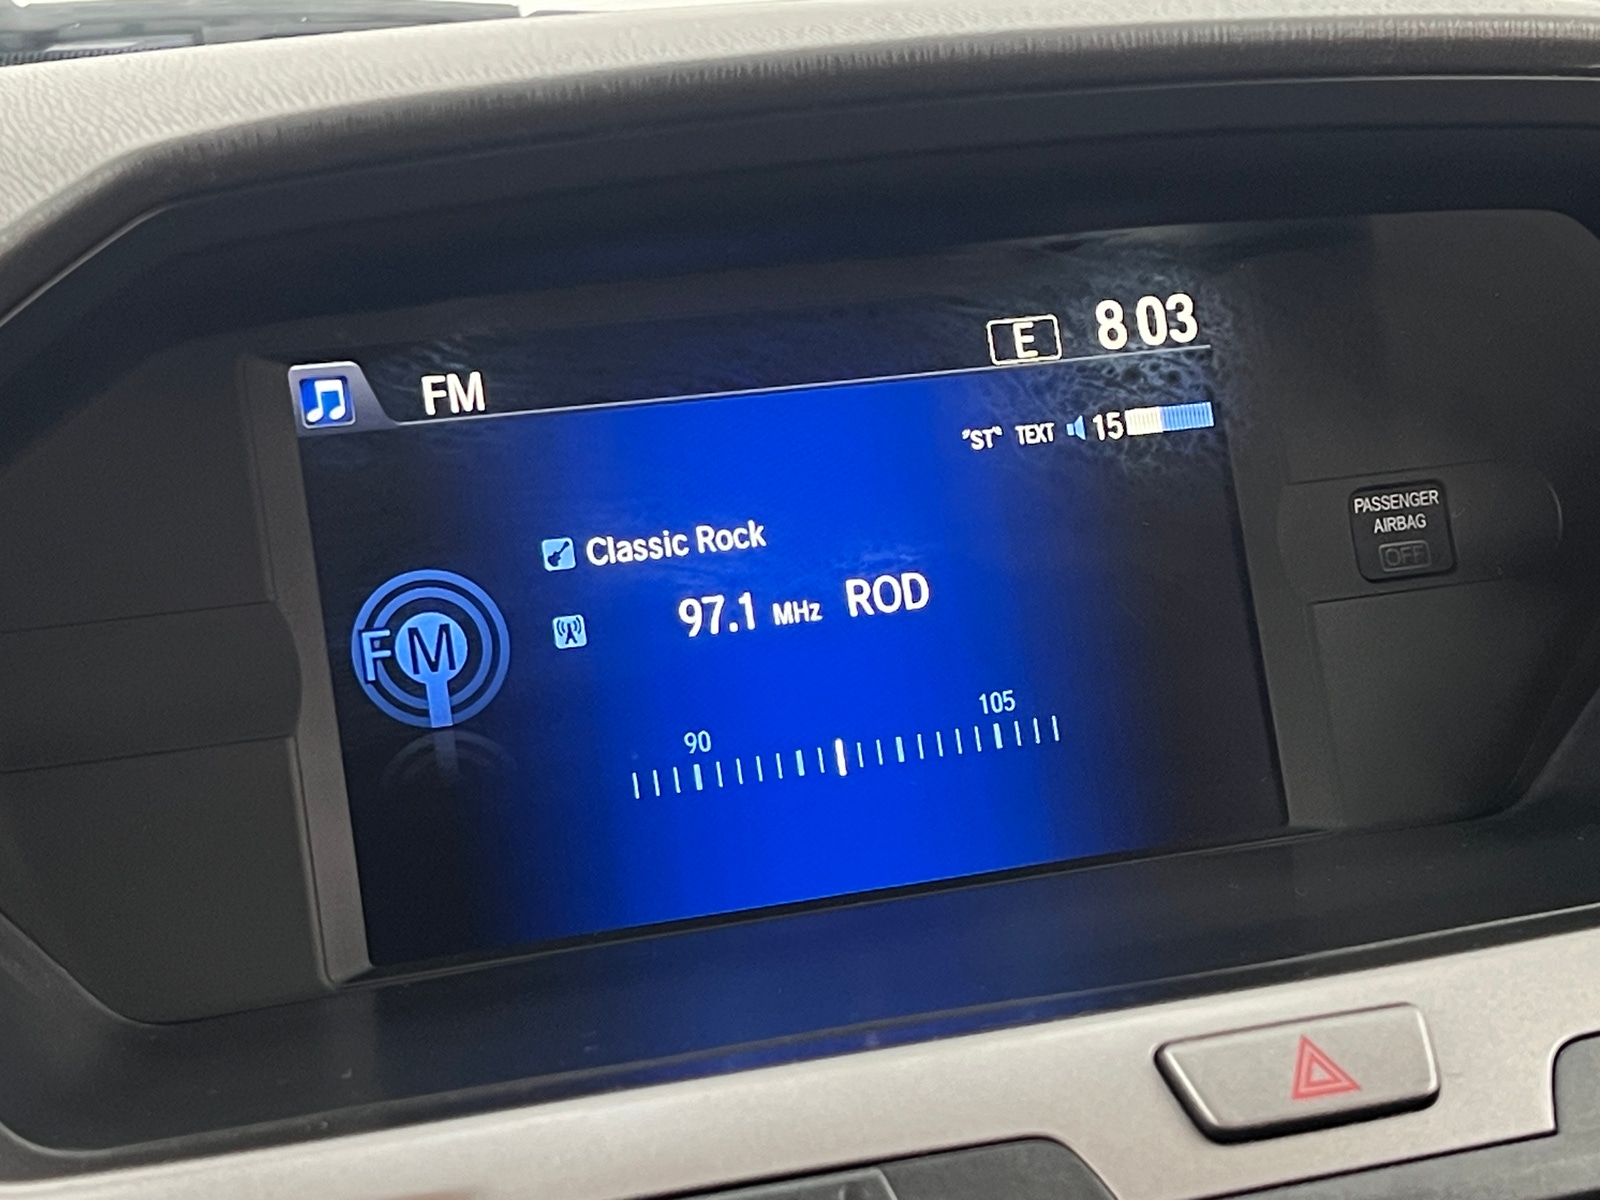 FM
E 8 03
"ST" TEXT 15
Classic Rock
97.1 MHz ROD
FM
90 105
PASSENGER
AIRBAG
OFF